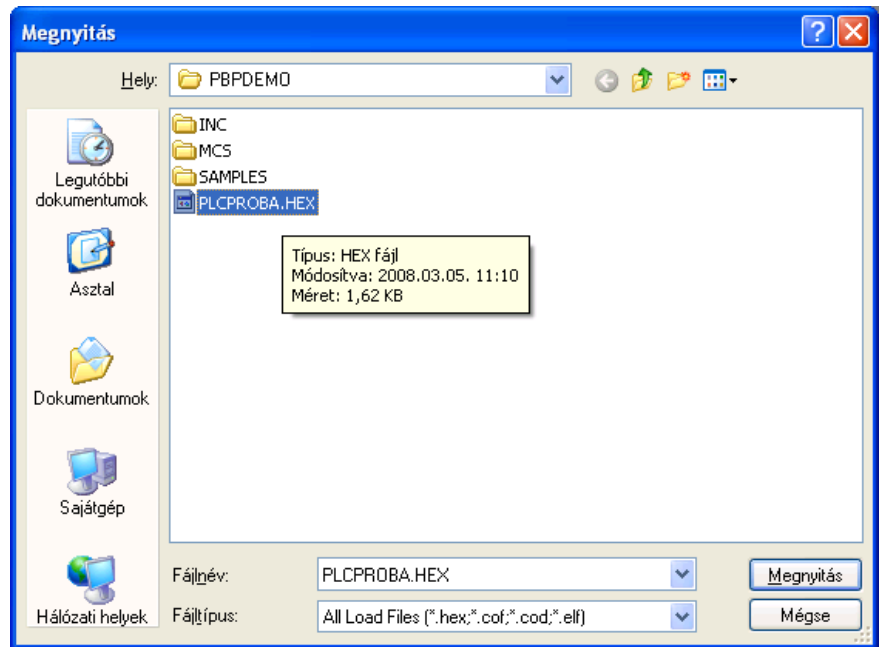 Megnyitás
Hely: PBPDEMO
INC
MCS
SAMPLES
PLCPROBA.HEX
Típus: HEX fájl
Módosítva: 2008.03.05. 11:10
Méret: 1,62 KB
Legutóbbi
dokumentumok
Asztal
Dokumentumok
Sajátgép
Hálózati helyek
Fájlnév: PLCPROBA.HEX Megnyitás
Fájltípus: All Load Files (*.hex;*.cof;*.cod;*.elf) Mégse